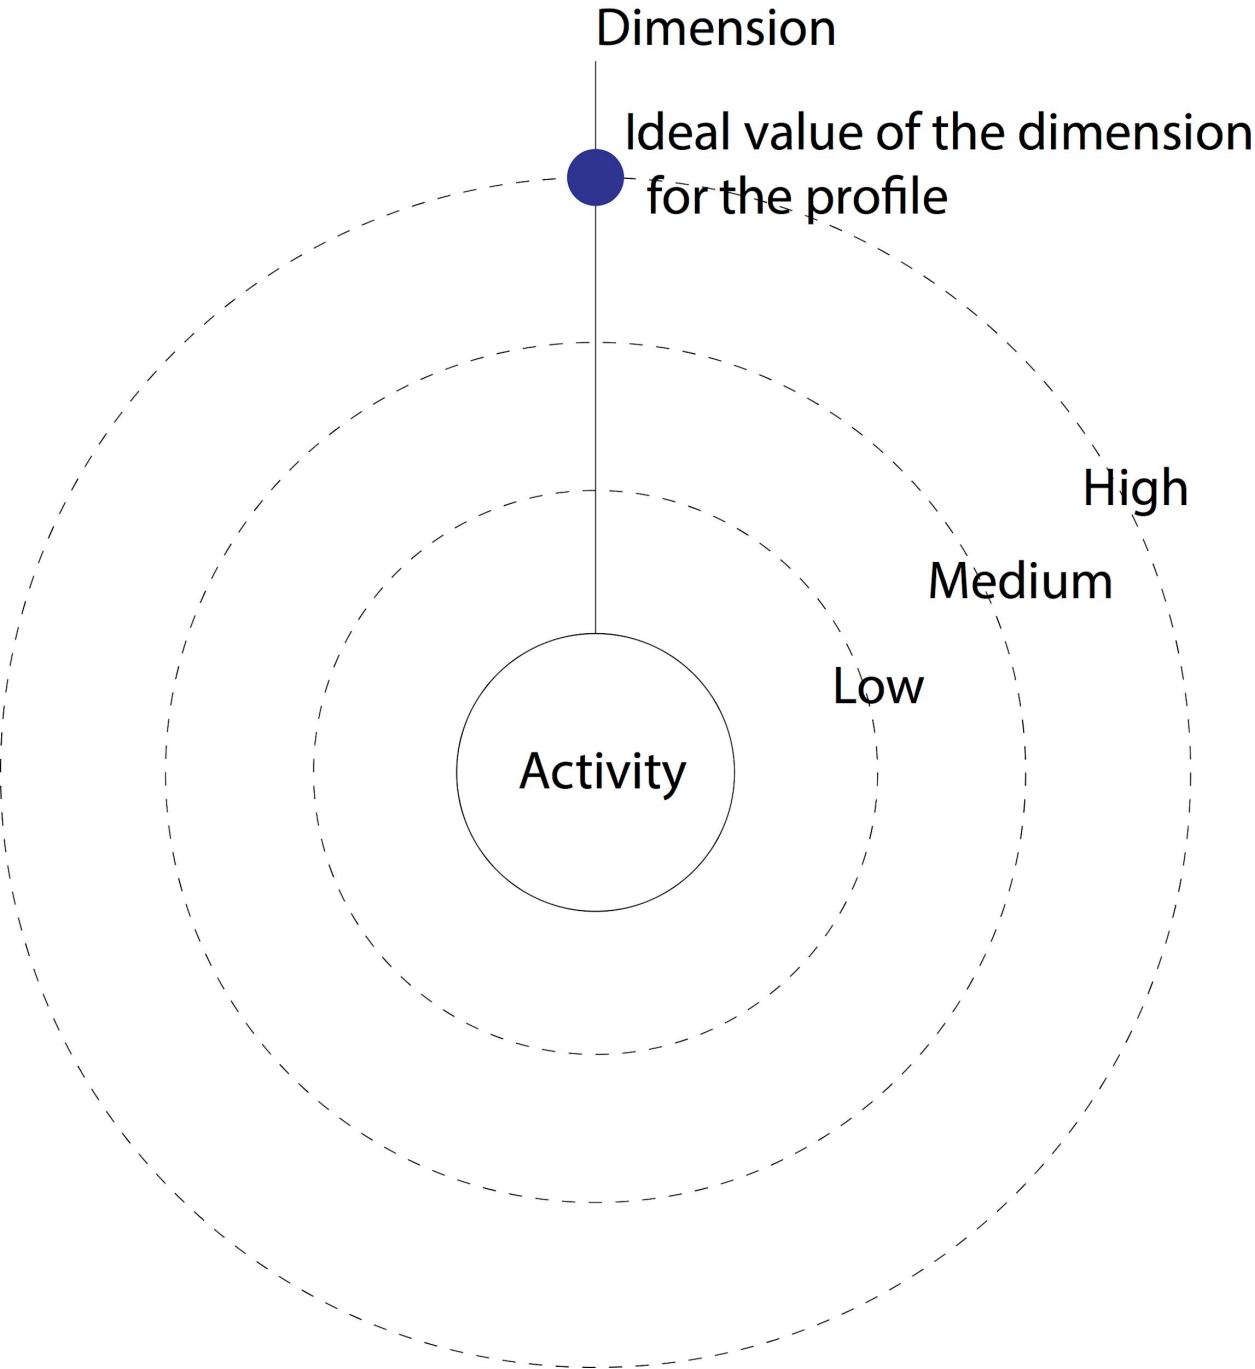 Dimension
Ideal value of the dimension
for the profile
High
Medium
Low
Activity